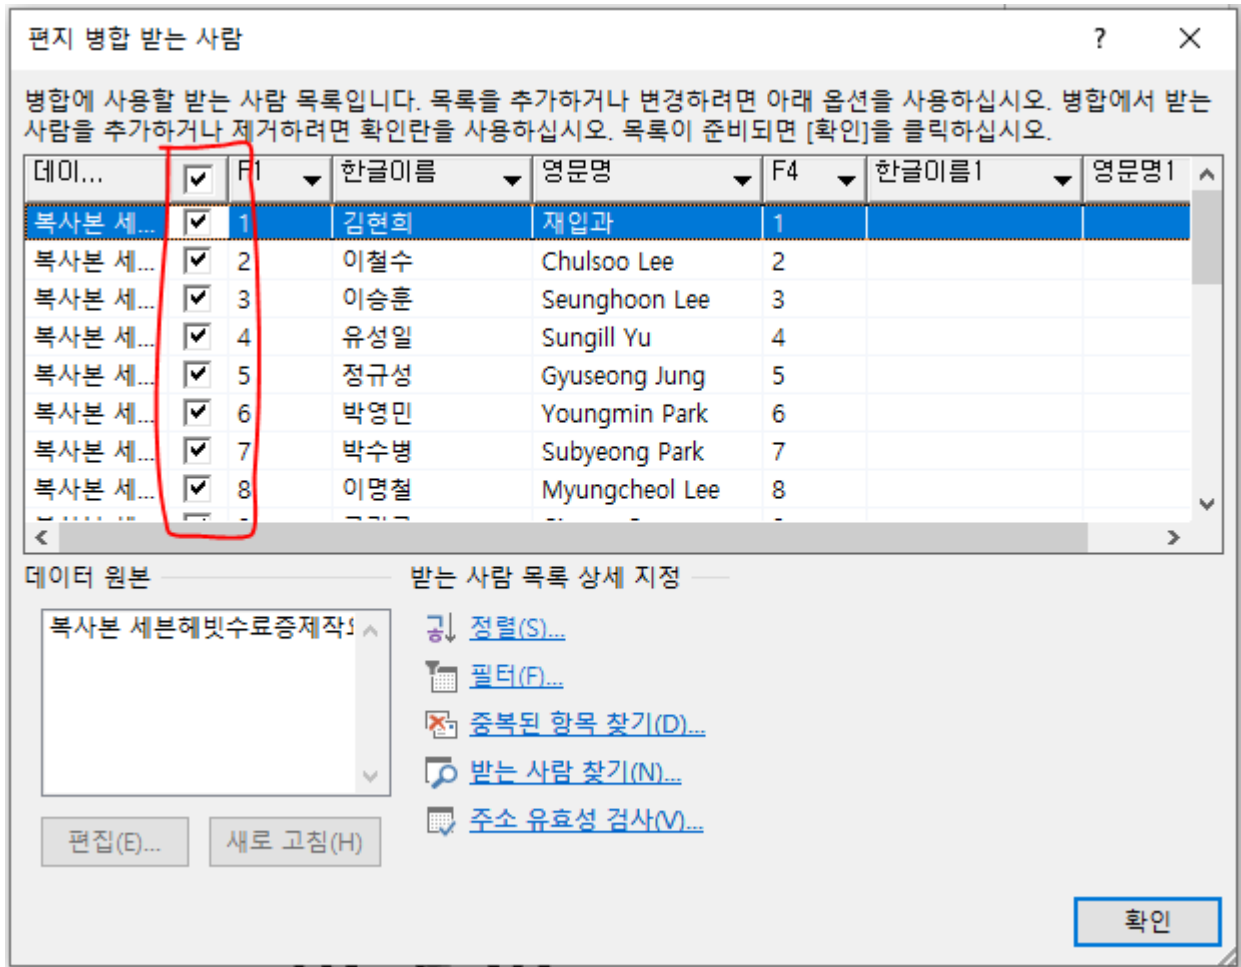 편지 병합 받는 사람 ?
병합에 사용할 받는 사람 목록입니다. 목록을 추가하거나 변경하려면 아래 옵션을 사용하십시오. 병합에서 받는
사람을 추가하거나 제거하려면 확인란을 사용하십시오. 목록이 준비되면 [확인]을 클릭하십시오.
데이... F1 한글이름 영문명 F4 한글이름1 영문명1
복사본 세... 1 김현희 재입과 1
복사본 세... 2 이철수 Chulsoo Lee 2
복사본 세... 3 이승훈 Seunghoon Lee 3
복사본 세... 4 유성일 Sungill Yu 4
복사본 세... 5 정규성 Gyuseong Jung 5
복사본 세... 6 박영민 Youngmin Park 6
복사본 세... 7 박수병 Subyeong Park 7
복사본 세... 8 이명철 Myungcheol Lee 8
데이터 원본 받는 사람 목록 상세 지정
복사본 세븐헤빗수료증제작
정렬(S)...
필터(F)...
중복된 항목 찾기(D)...
받는 사람 찾기(N)...
주소 유효성 검사(V)...
편집(E)... 새로 고침(H)
확인